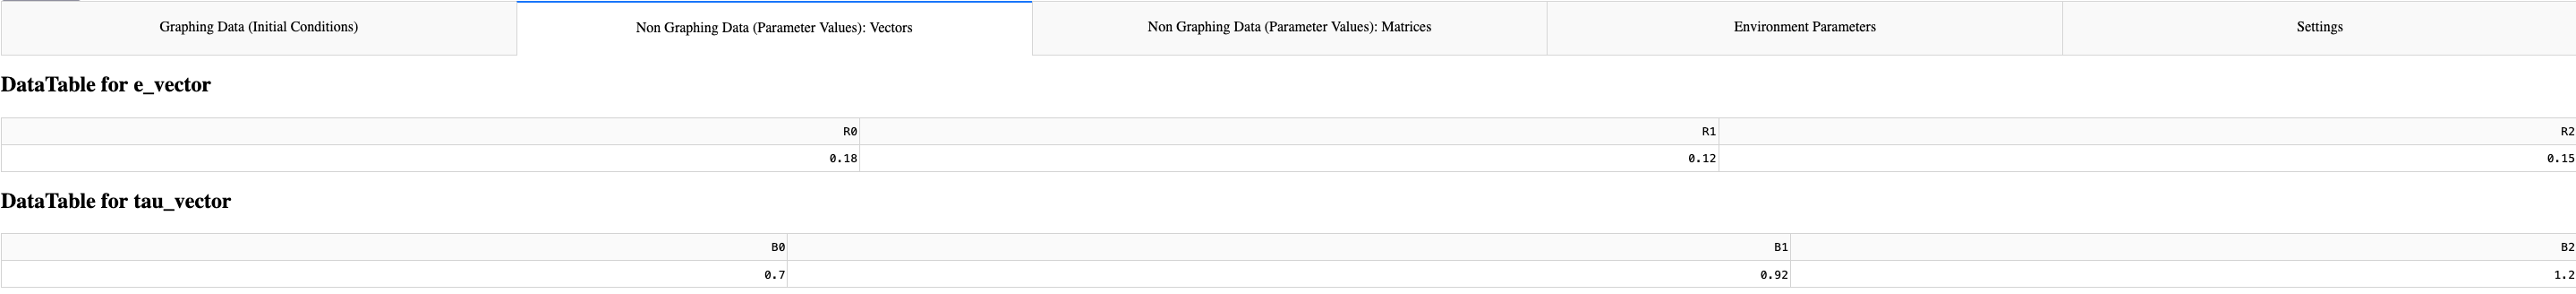 Graphing Data (Initial Conditions) Non Graphing Data (Parameter Values): Vectors Non Graphing Data (Parameter Values): Matrices Environment Parameters Settings
DataTable for e_vector
R0 R1 R2
0.18 0.12 0.15
DataTable for tau_vector
B0 B1 B2
0.7 0.92 1.2